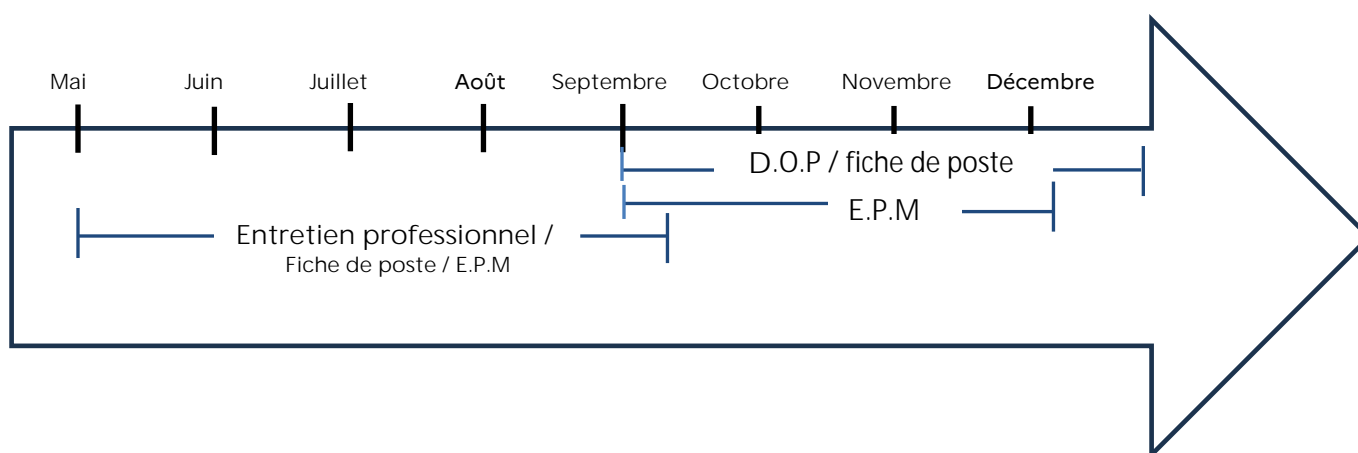 Mai Juin Juillet Août Septembre Octobre Novembre Décembre
D.O.P / fiche de poste
E.P.M
Entretien professionnel /
Fiche de poste / E.P.M